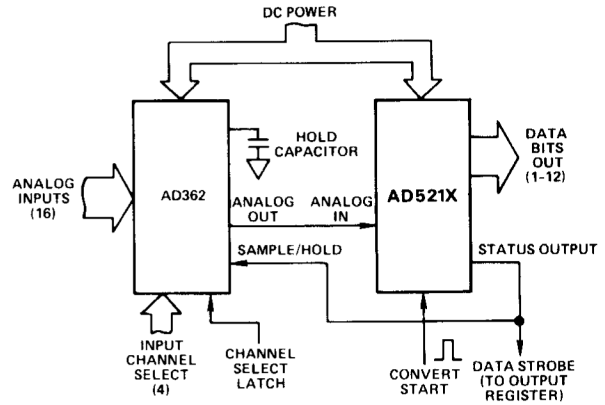 DC POWER
HOLD
CAPACITOR
DATA
BITS
OUT
(1-12)
ANALOG
INPUTS
(16)
AD362
AD521X
ANALOG
OUT
ANALOG
IN
SAMPLE/HOLD
STATUS OUTPUT
INPUT
CHANNEL
SELECT
(4)
CHANNEL
SELECT
LATCH
CONVERT
START
DATA STROBE
(TO OUTPUT
REGISTER)